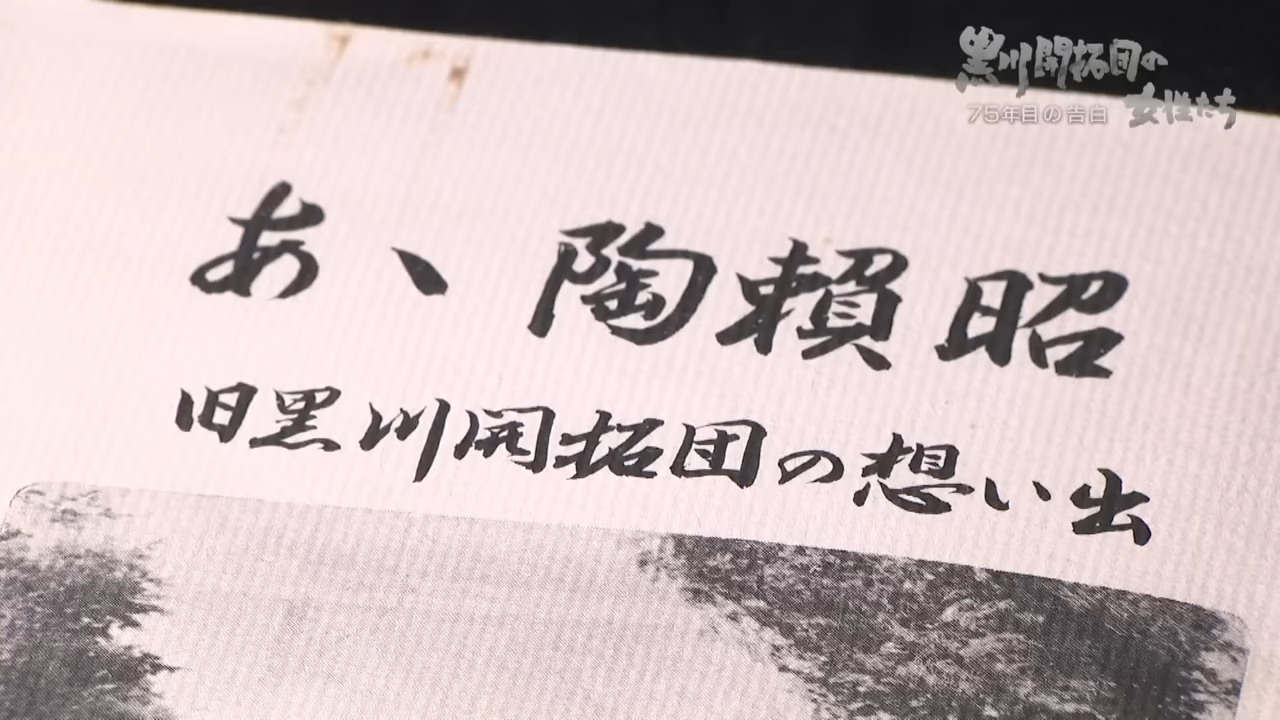 黒川開拓団の
女性たち
75年目の告白
あヽ陶頼昭
旧黒川開拓団の想い出